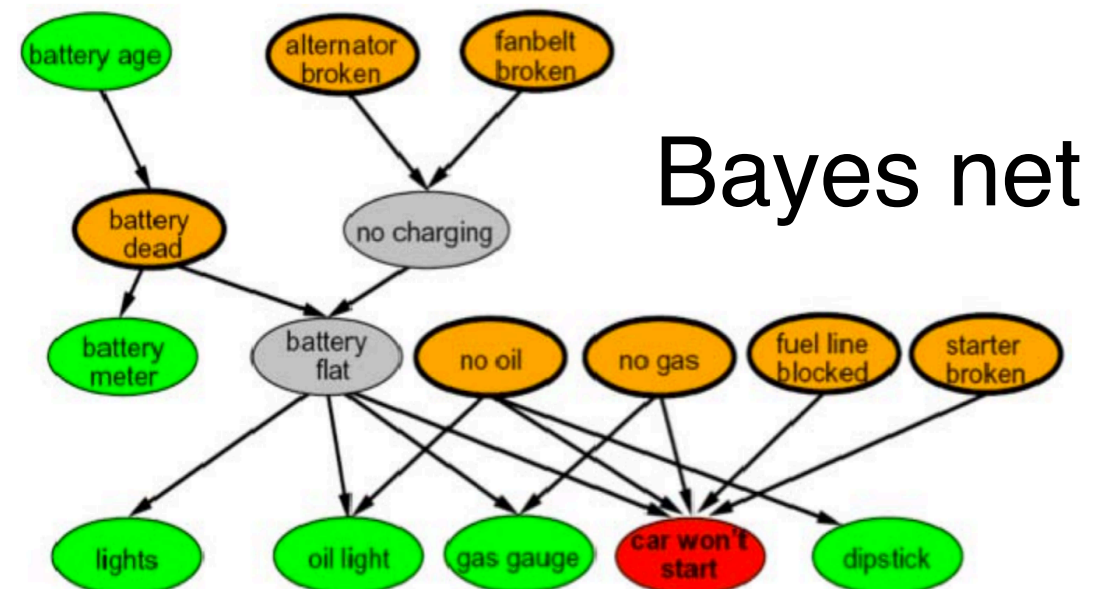 battery age
alternator
broken
fanbelt
broken
Bayes net
battery
dead
no charging
battery
meter
battery
flat
no oil
no gas
fuel line
blocked
starter
broken
lights
oil light
gas gauge
car won't
start
dipstick